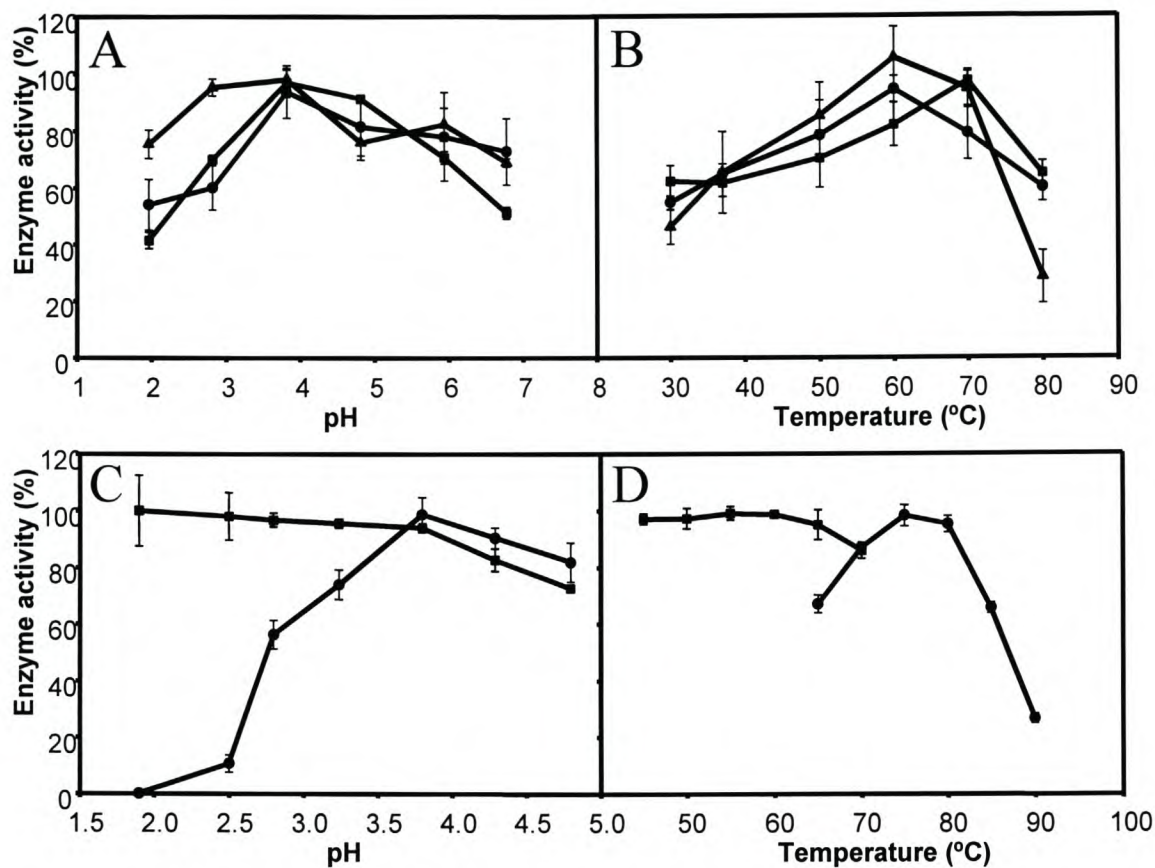 Enzyme activity (%)
120
100
80
60
40
20
0
A
1 2 3 4 5 6 7 8
pH
B
30 40 50 60 70 80 90
Temperature (ºC)
Enzyme activity (%)
120
100
80
60
40
20
0
C
1.5 2.0 2.5 3.0 3.5 4.0 4.5 5.0
pH
D
50 60 70 80 90 100
Temperature (ºC)